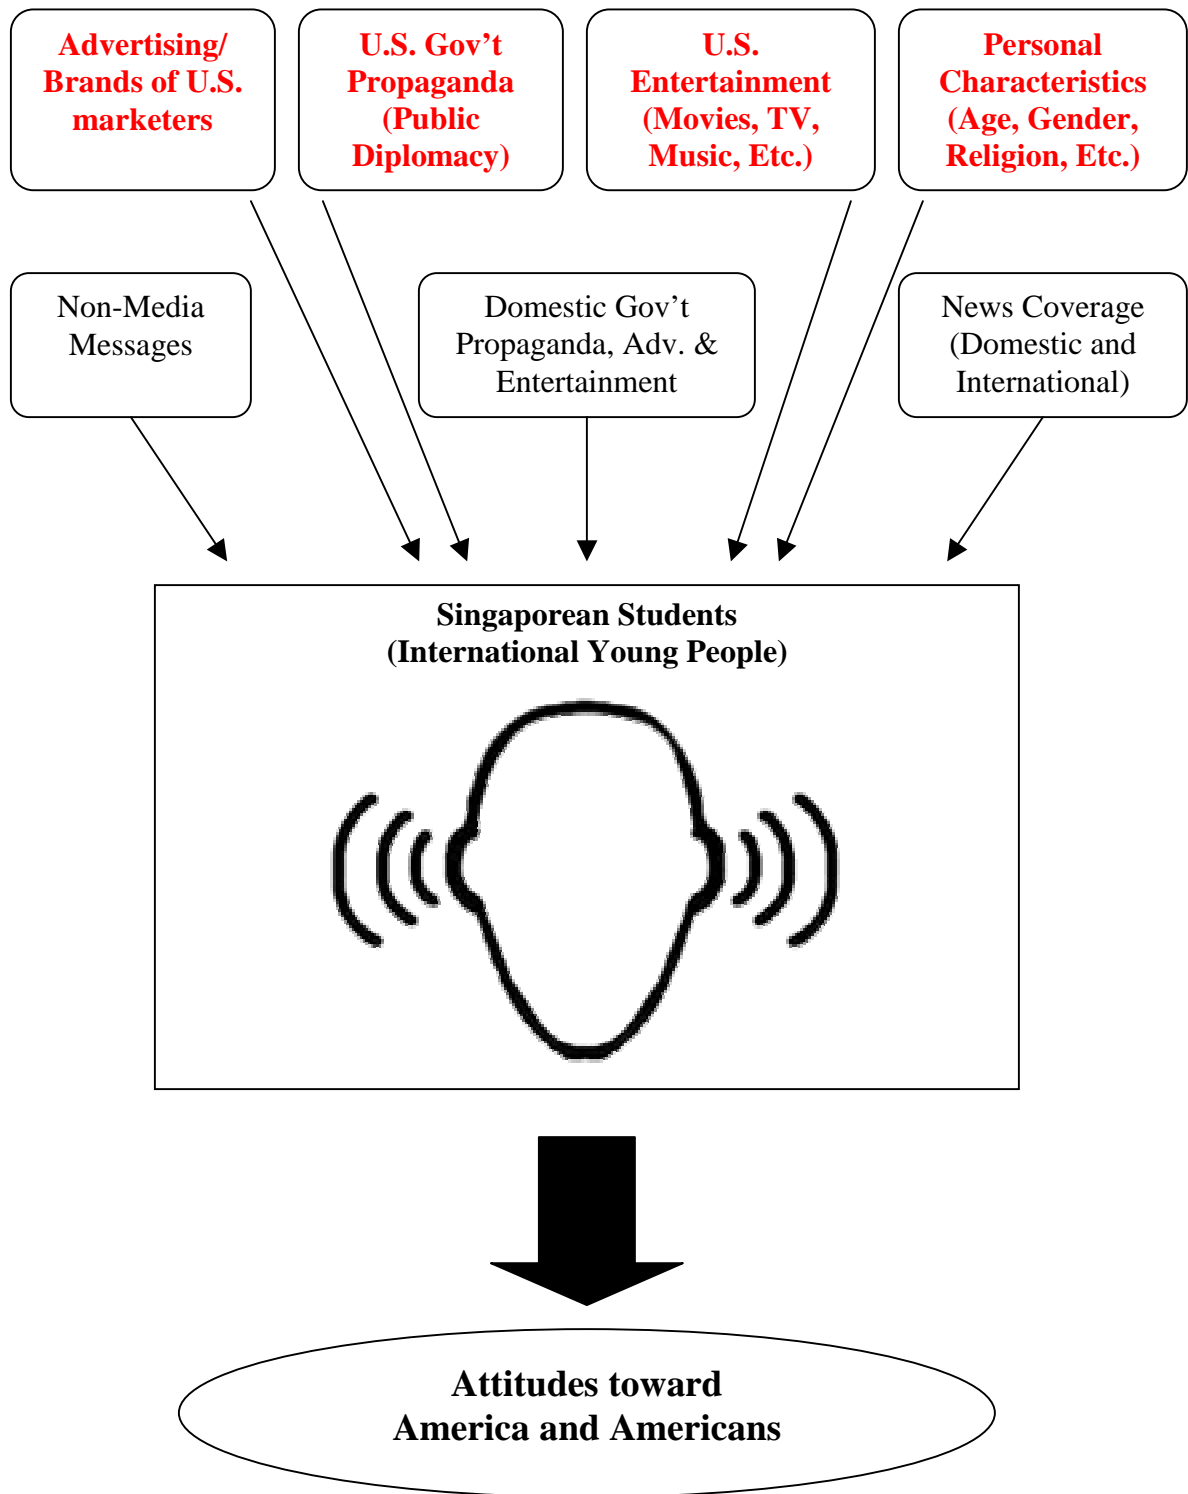 Advertising/
Brands of U.S.
marketers
U.S. Gov’t
Propaganda
(Public
Diplomacy)
U.S.
Entertainment
(Movies, TV,
Music, Etc.)
Personal
Characteristics
(Age, Gender,
Religion, Etc.)
Non-Media
Messages
Domestic Gov’t
Propaganda, Adv. &
Entertainment
News Coverage
(Domestic and
International)
Singaporean Students
(International Young People)
Attitudes toward
America and Americans